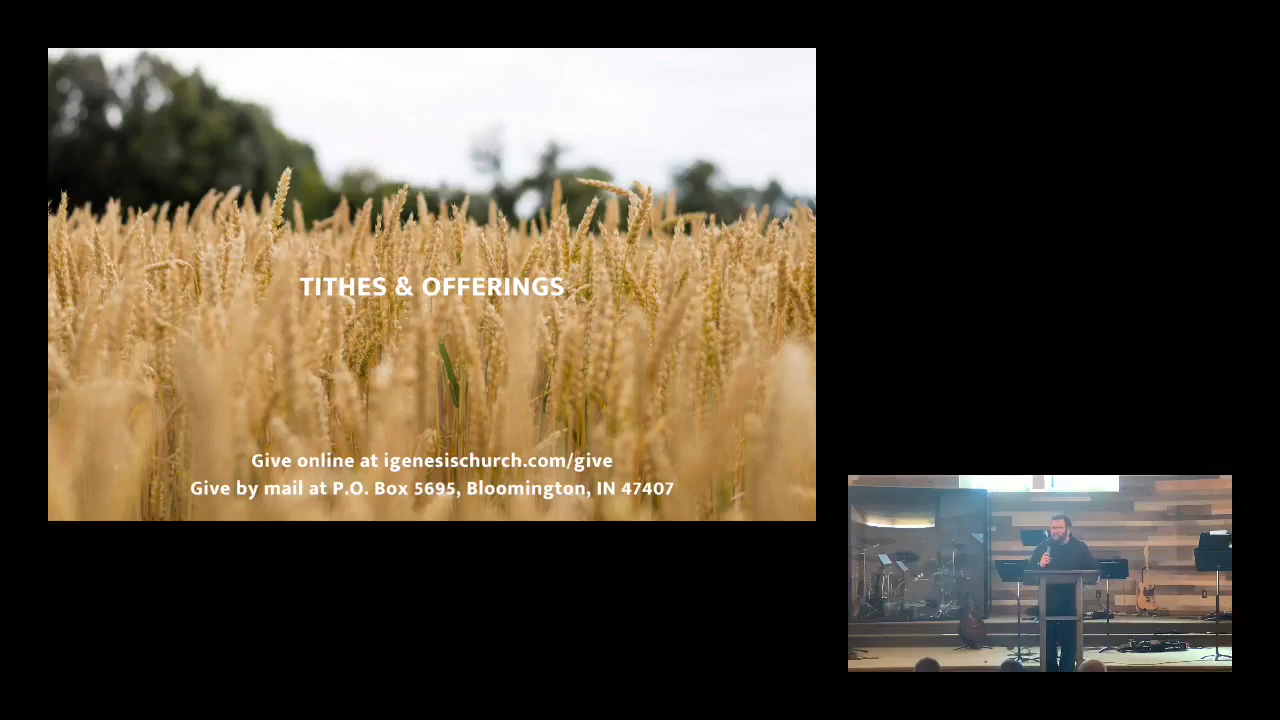 TITHES & OFFERINGS
Give online at igenesischurch.com/give
Give by mail at P.O. Box 5695, Bloomington, IN 47407